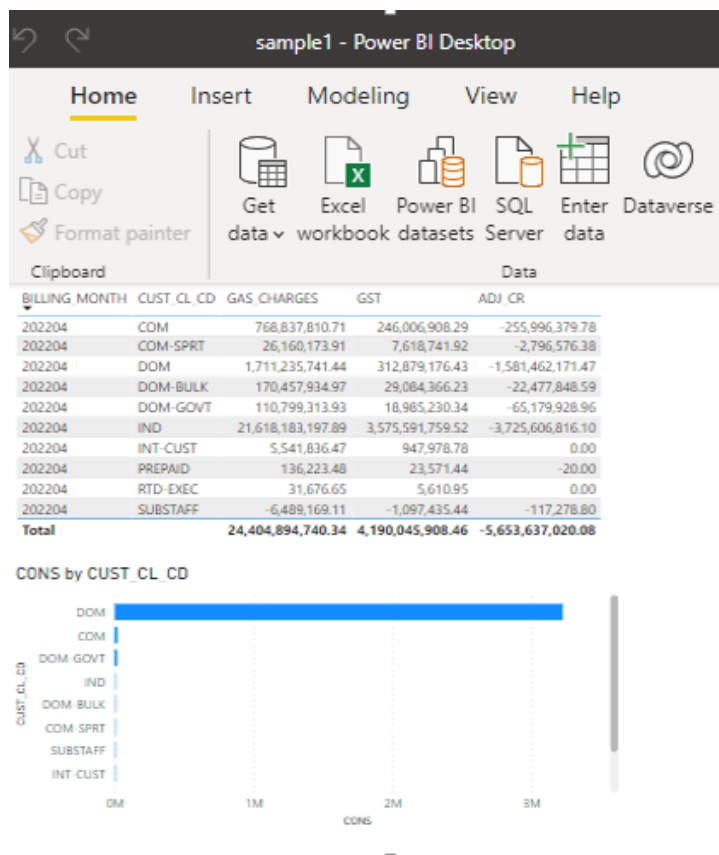 sample1 - Power BI Desktop
Home Insert Modeling View Help
Cut
Copy
Format painter
Clipboard
Get data
Excel workbook
Power BI datasets
SQL Server
Enter data
Dataverse
Data
BILLING_MONTH CUST_CL_CD GAS_CHARGES GST ADJ_CR
202204 COM 768,837,810.71 246,006,908.29 -255,996,379.78
202204 COM-SPRT 26,160,173.91 7,618,741.92 -2,796,576.38
202204 DOM 1,711,235,741.44 312,879,176.43 -1,581,462,171.47
202204 DOM-BULK 170,457,934.97 29,084,366.23 -22,477,848.59
202204 DOM-GOVT 110,799,313.93 18,985,230.34 -65,179,928.96
202204 IND 21,618,183,197.89 3,575,591,759.52 -3,725,606,816.10
202204 INT-CUST 5,541,836.47 947,978.78 0.00
202204 PREPAID 136,223.48 23,571.44 -20.00
202204 RTD-EXEC 31,676.65 5,610.95 0.00
202204 SUBSTAFF -6,489,169.11 -1,097,435.44 -117,278.80
Total 24,404,894,740.34 4,190,045,908.46 -5,653,637,020.08
CONS by CUST_CL_CD
CUST_CL_CD
DOM
COM
DOM-GOVT
IND
DOM-BULK
COM-SPRT
SUBSTAFF
INT-CUST
0M 1M 2M 3M
CONS